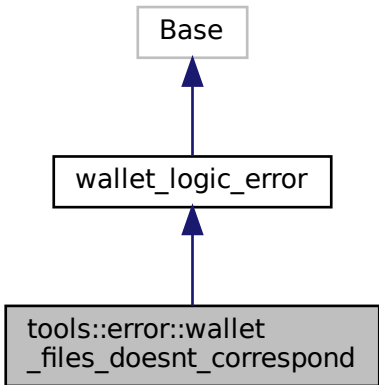 Base
wallet_logic_error
tools::error::wallet
_files_doesnt_correspond